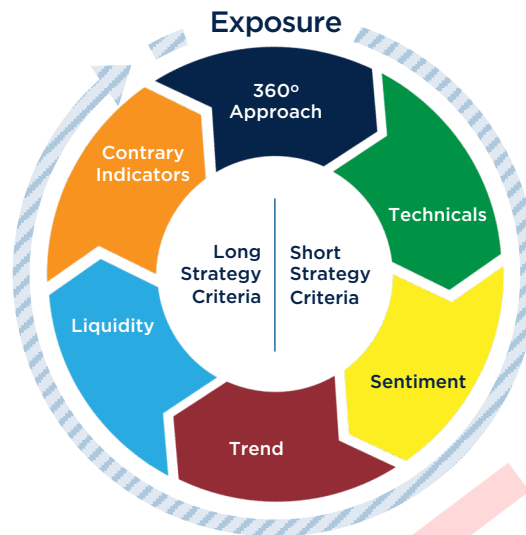 Exposure
360º
Approach
Contrary
Indicators
Technicals
Long
Strategy
Criteria
Short
Strategy
Criteria
Liquidity
Sentiment
Trend